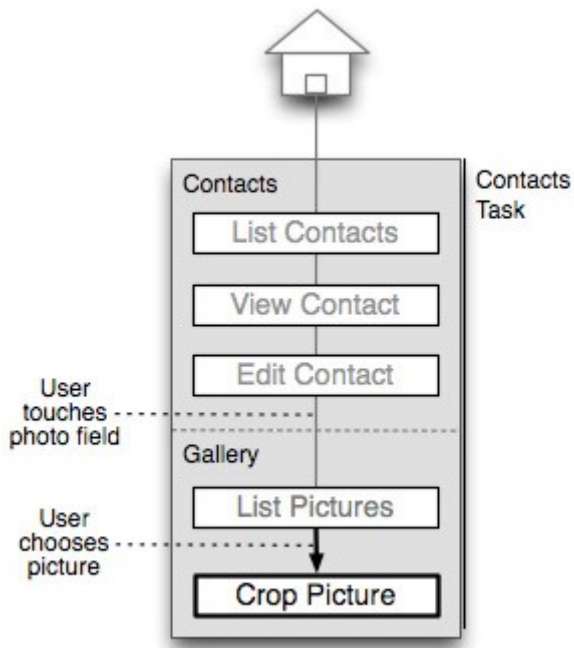 Contacts
Contacts
Task
List Contacts
View Contact
Edit Contact
User
touches
photo field
Gallery
List Pictures
User
chooses
picture
Crop Picture